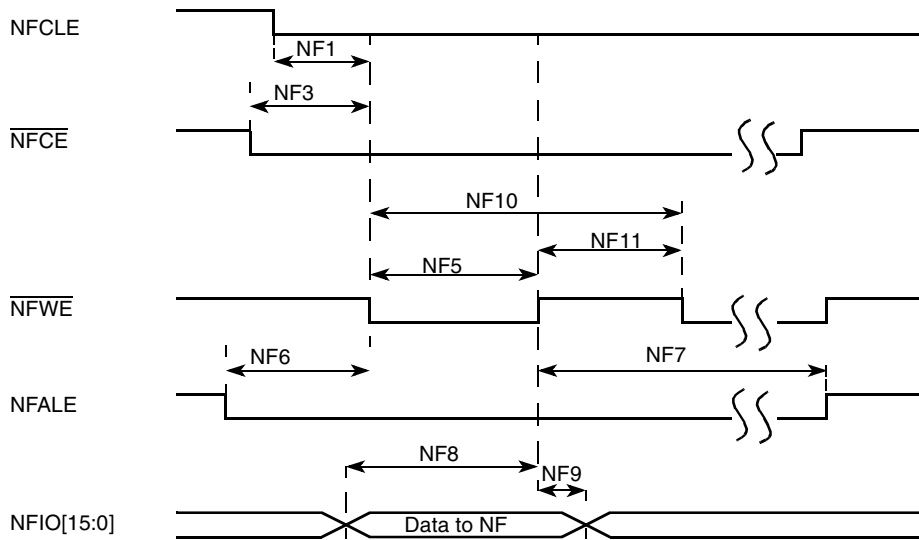 NFCLE
NF1
NF3
NFCE
NF10
NF11
NF5
NFWE
NF6
NF7
NFALE
NF8
NF9
NFIO[15:0]
Data to NF